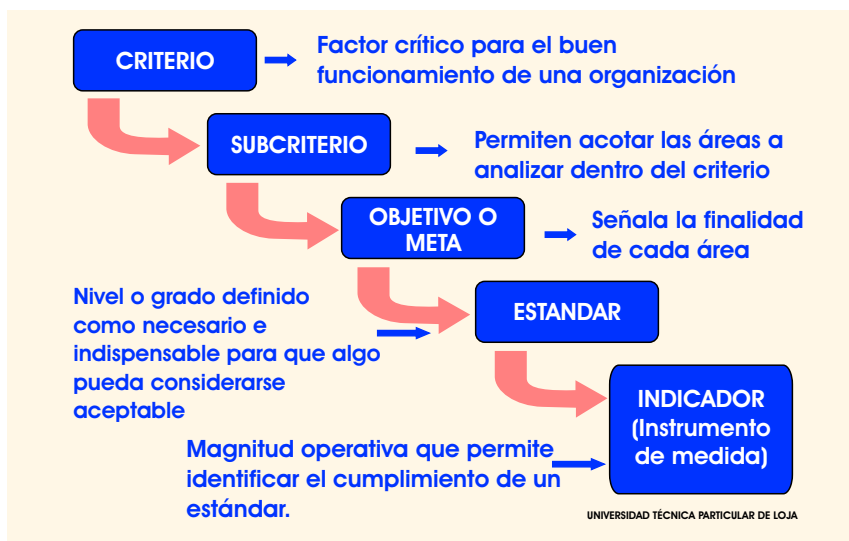 CRITERIO
Factor crítico para el buen
funcionamiento de una organización
SUBCRITERIO
Permiten acotar las áreas a
analizar dentro del criterio
OBJETIVO O
META
Señala la finalidad
de cada área
Nivel o grado definido
como necesario e
indispensable para que algo
pueda considerarse
aceptable
ESTANDAR
INDICADOR
(Instrumento
de medida)
Magnitud operativa que permite
identificar el cumplimiento de un
estándar.
UNIVERSIDAD TÉCNICA PARTICULAR DE LOJA